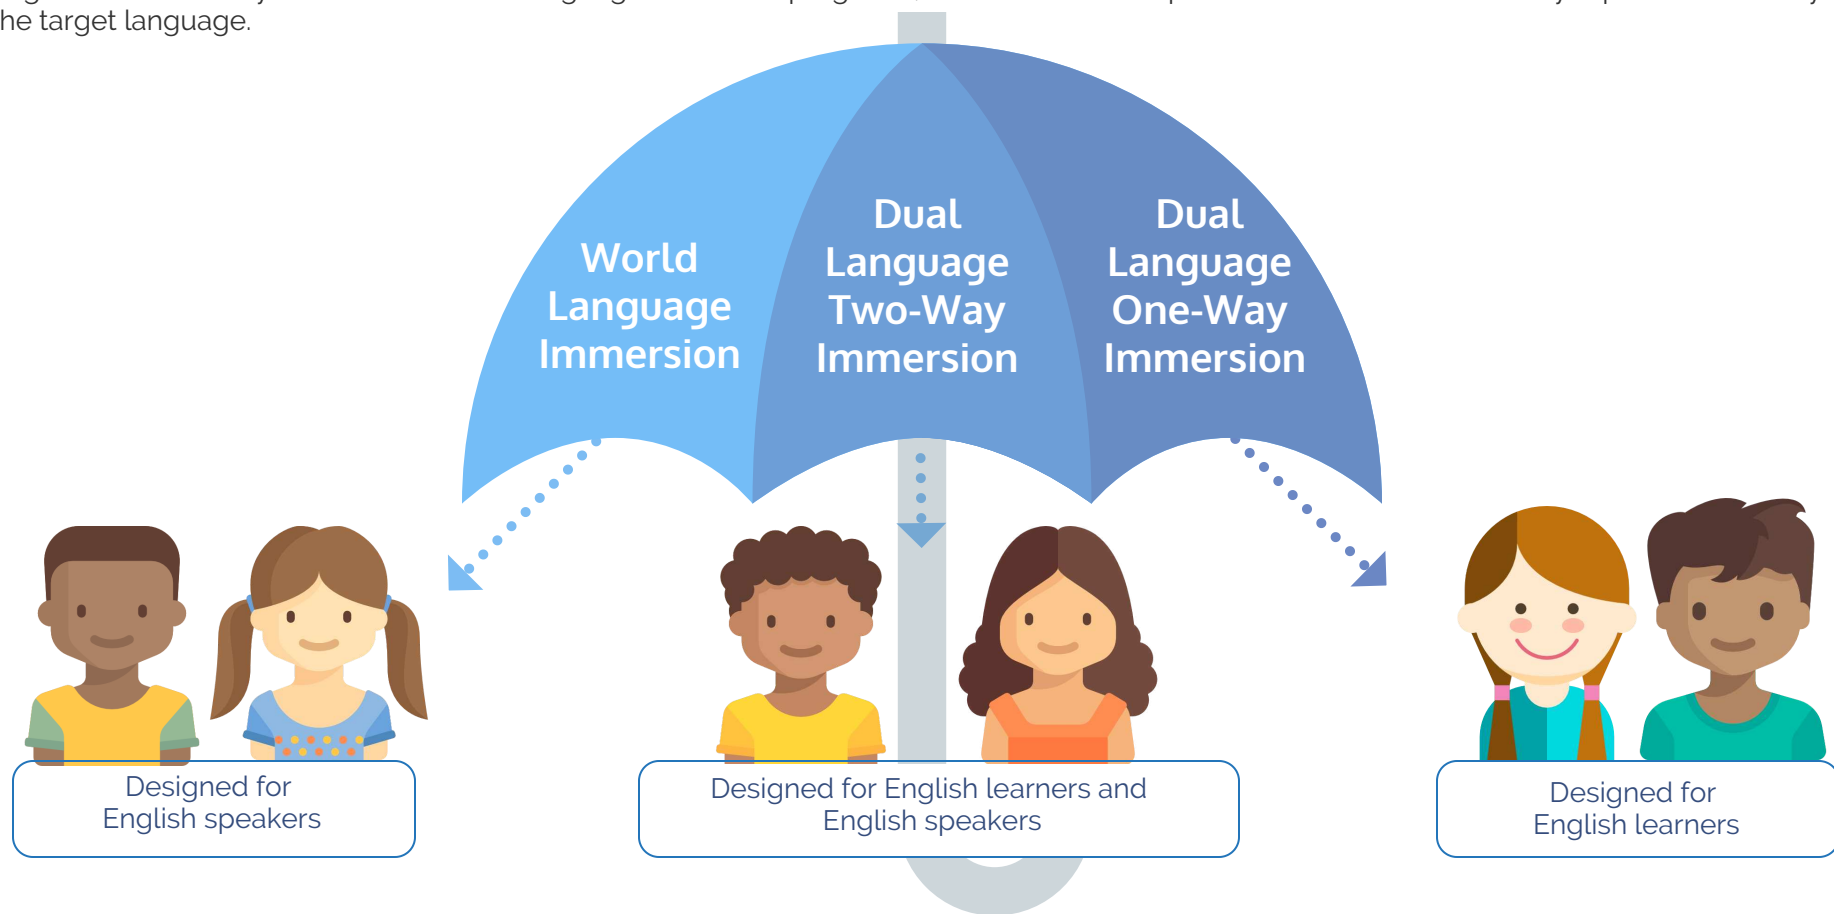 he target language.
World
Language
Immersion
Dual
Language
Two-Way
Immersion
Dual
Language
One-Way
Immersion
Designed for
English speakers
Designed for English learners and
English speakers
Designed for
English learners